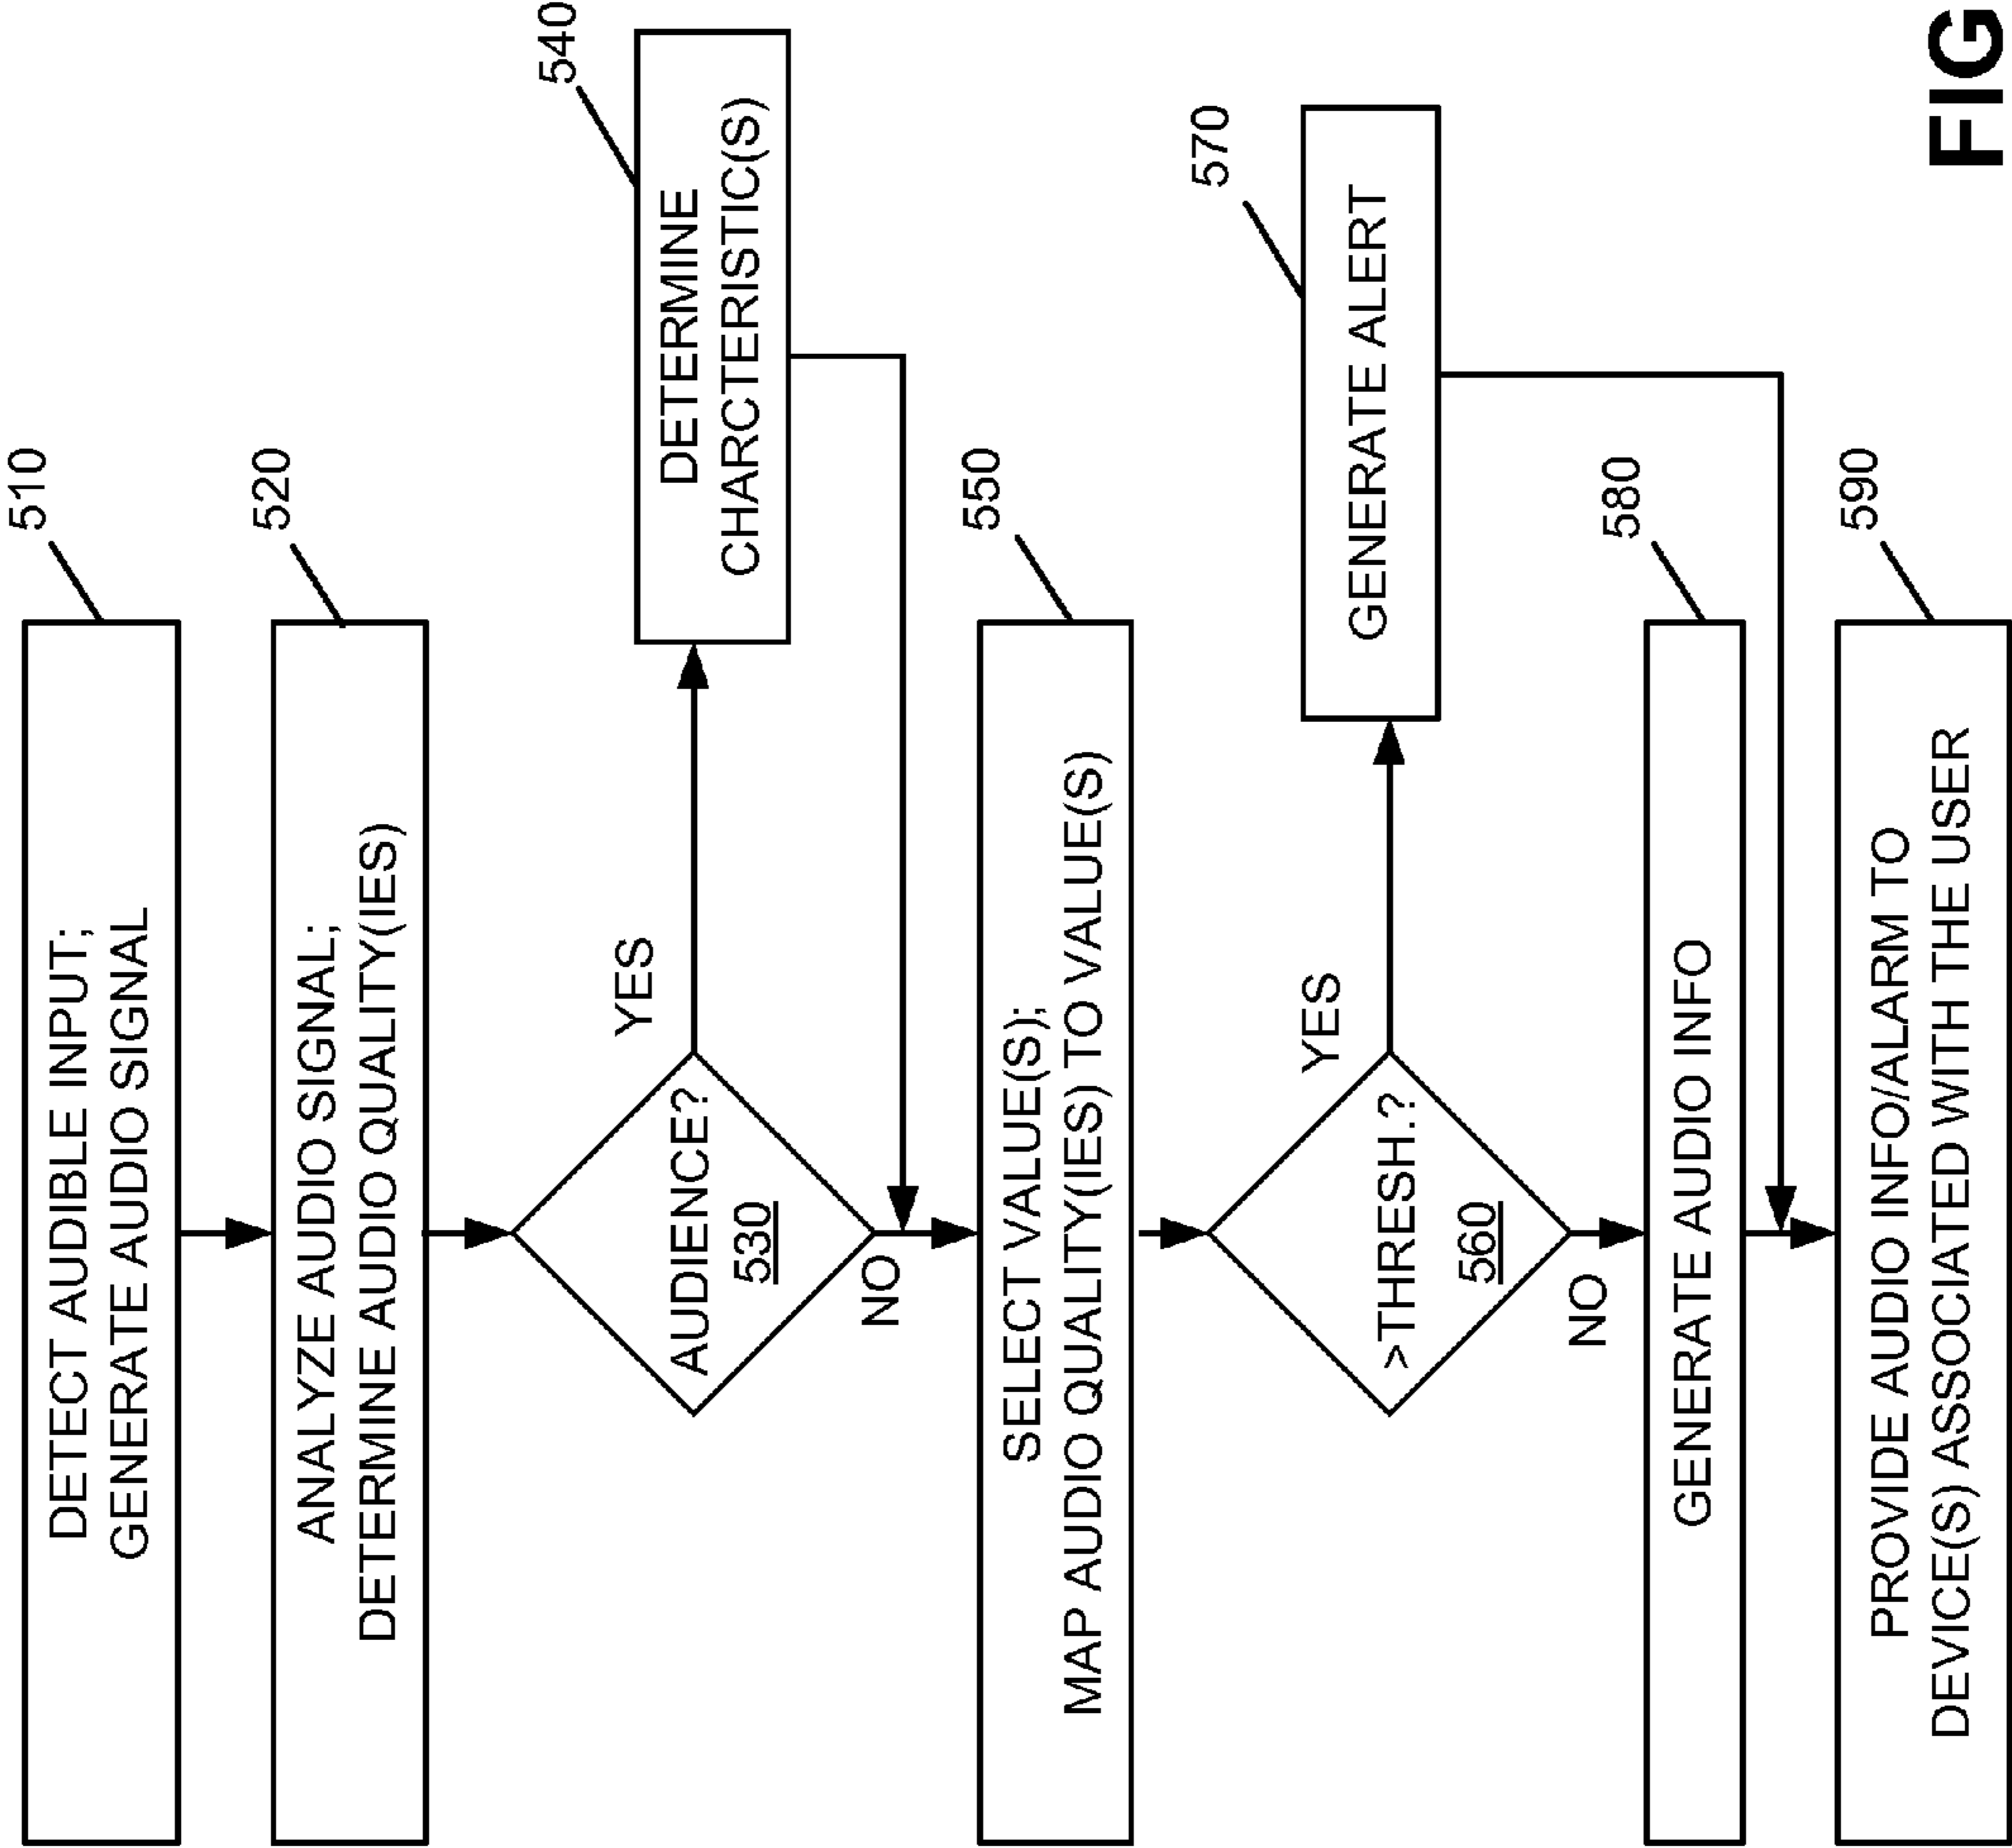 510
DETECT AUDIBLE INPUT;
GENERATE AUDIO SIGNAL
520
ANALYZE AUDIO SIGNAL;
DETERMINE AUDIO QUALITY(IES)
AUDIENCE?
530
YES
540
DETERMINE
CHARCTERISTIC(S)
NO
550
SELECT VALUE(S);
MAP AUDIO QUALITY(IES) TO VALUE(S)
>THRESH.?
560
YES
570
GENERATE ALERT
NO
580
GENERATE AUDIO INFO
590
PROVIDE AUDIO INFO/ALARM TO
DEVICE(S) ASSOCIATED WITH THE USER
FIG